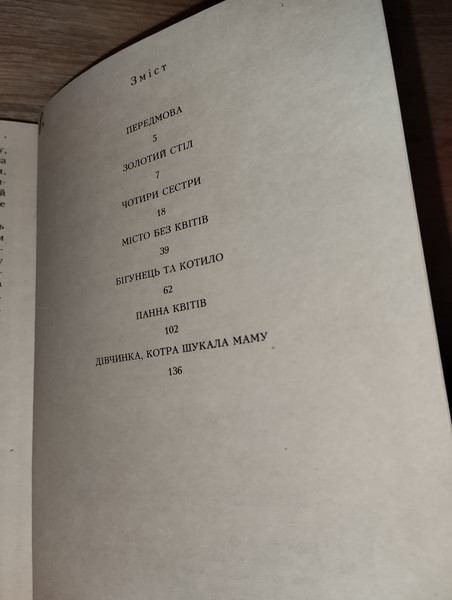 Зміст
ПЕРЕДМОВА
5
ЗОЛОТИЙ СТІЛ
7
ЧОТИРИ СЕСТРИ
18
МІСТО БЕЗ КВІТІВ
39
БІГУНЕЦЬ ТА КОТИЛО
62
ПАННА КВІТІВ
102
ДІВЧИНКА, КОТРА ШУКАЛА МАМУ
136